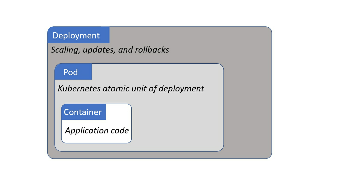 Deployment
Scaling, updates, and rollbacks
Pod
Kubernetes atomic unit of deployment
Container
Application code